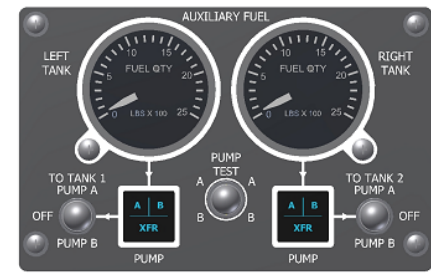 AUXILIARY FUEL
LEFT
TANK
0 5 10 15 20 25
FUEL QTY
LBS X 100
0 5 10 15 20 25
FUEL QTY
LBS X 100
RIGHT
TANK
PUMP
TEST
A A
B B
TO TANK 1
PUMP A
OFF
PUMP B
A B
XFR
PUMP
A B
XFR
PUMP
TO TANK 2
PUMP A
OFF
PUMP B